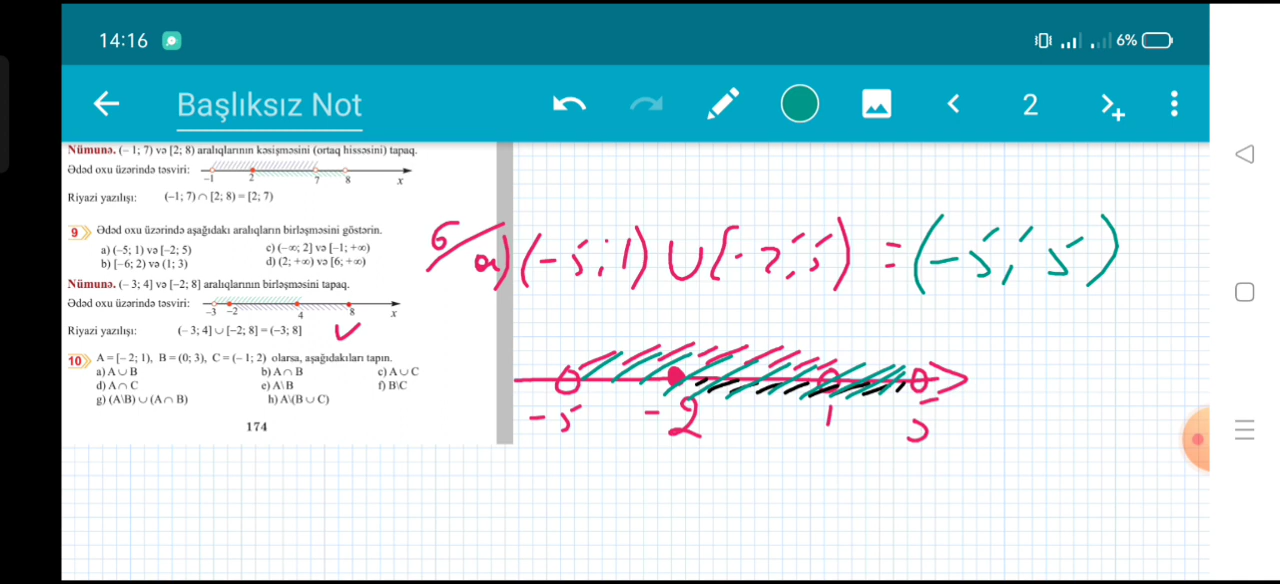 14:16 6%
Başlıksız Not 2
Nümunə. (– 1; 7) və [2; 8) aralıqlarının kəsişməsini (ortaq hissəsini) tapaq.
Ədəd oxu üzərində təsviri: –1 2 7 8 x
Riyazi yazılışı: (–1; 7) ∩ [2; 8) = [2; 7)
9 Ədəd oxu üzərində aşağıdakı aralıqların birləşməsini göstərin.
a) (–5; 1) və [–2; 5) c) (–∞; 2] və [–1; +∞)
b) [–6; 2) və (1; 3) d) (2; +∞) və [6; +∞)
Nümunə. (– 3; 4] və [–2; 8] aralıqlarının birləşməsini tapaq.
Ədəd oxu üzərində təsviri: –3 –2 4 8 x
Riyazi yazılışı: (– 3; 4] ∪ [–2; 8] = (–3; 8]
10 A = [– 2; 1), B = (0; 3), C = (– 1; 2) olarsa, aşağıdakıları tapın.
a) A ∪ B b) A ∩ B c) A ∪ C
d) A ∩ C e) A\B f) B\C
g) (A\B) ∪ (A ∩ B) h) A\(B ∪ C)
174
6/ a) (-5; 1) ∪ [-2; 5) = (-5; 5)
-5 -2 1 5